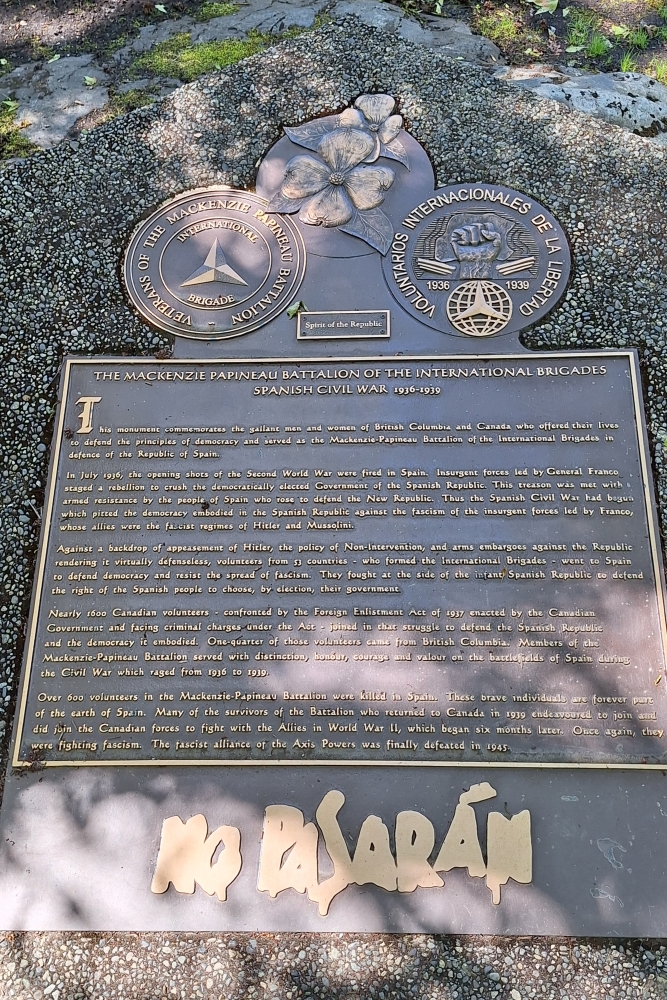 VETERANS OF THE MACKENZIE PAPINEAU BATTALION
INTERNATIONAL
BRIGADE
VOLUNTARIOS INTERNACIONALES DE LA LIBERTAD
1936 1939
Spirit of the Republic
THE MACKENZIE PAPINEAU BATTALION OF THE INTERNATIONAL BRIGADES
SPANISH CIVIL WAR 1936-1939
This monument commemorates the gallant men and women of British Columbia and Canada who offered their lives
to defend the principles of democracy and served as the Mackenzie-Papineau Battalion of the International Brigades in
defence of the Republic of Spain.
In July 1936, the opening shots of the Second World War were fired in Spain. Insurgent forces led by General Franco
staged a rebellion to crush the democratically elected Government of the Spanish Republic. This treason was met with
armed resistance by the people of Spain who rose to defend the New Republic. Thus the Spanish Civil War had begun
which pitted the democracy embodied in the Spanish Republic against the fascism of the insurgent forces led by Franco,
whose allies were the fascist regimes of Hitler and Mussolini.
Against a backdrop of appeasement of Hitler, the policy of Non-Intervention, and arms embargoes against the Republic
rendering it virtually defenseless, volunteers from 53 countries - who formed the International Brigades - went to Spain
to defend democracy and resist the spread of fascism. They fought at the side of the infant Spanish Republic to defend
the right of the Spanish people to choose, by election, their government.
Nearly 1600 Canadian volunteers - confronted by the Foreign Enlistment Act of 1937 enacted by the Canadian
Government and facing criminal charges under the Act - joined in that struggle to defend the Spanish Republic
and the democracy it embodied. One-quarter of those volunteers came from British Columbia. Members of the
Mackenzie-Papineau Battalion served with distinction, honour, courage and valour on the battlefields of Spain during
the Civil War which raged from 1936 to 1939.
Over 600 volunteers in the Mackenzie-Papineau Battalion were killed in Spain. These brave individuals are forever part
of the earth of Spain. Many of the survivors of the Battalion who returned to Canada in 1939 endeavoured to join and
did join the Canadian forces to fight with the Allies in World War II, which began six months later. Once again, they
were fighting fascism. The fascist alliance of the Axis Powers was finally defeated in 1945.
NO PASARÁN